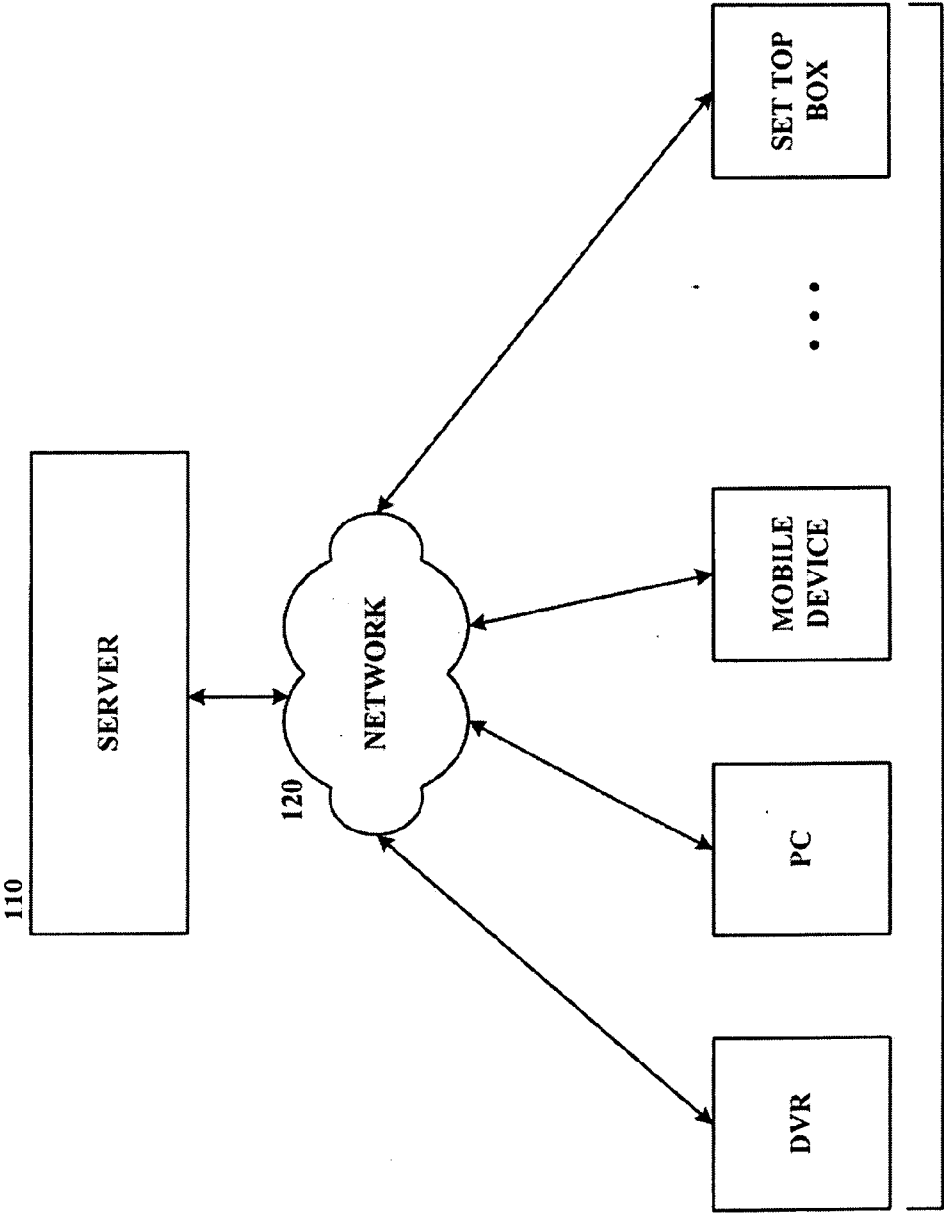 110
SERVER
120
NETWORK
DVR
PC
MOBILE
DEVICE
SET TOP
BOX